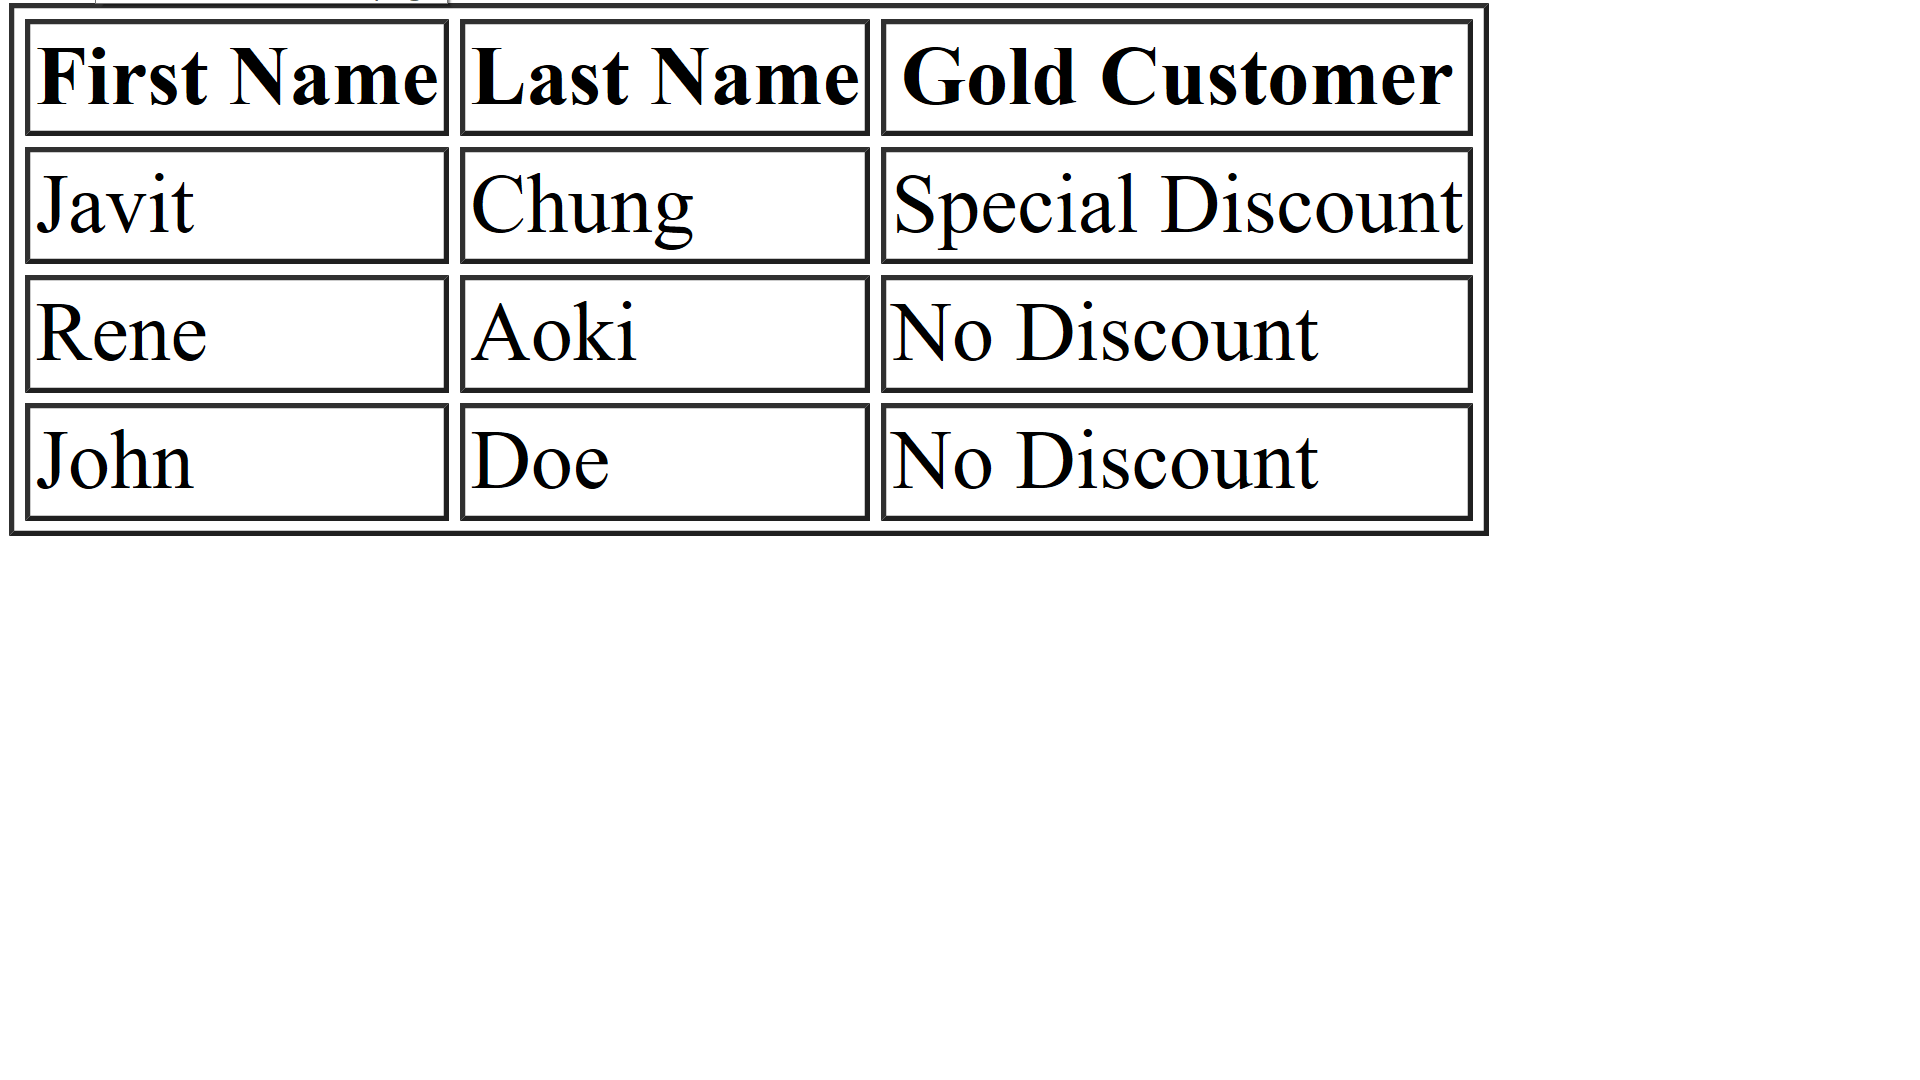 First Name Last Name Gold Customer
Javit Chung Special Discount
Rene Aoki No Discount
John Doe No Discount